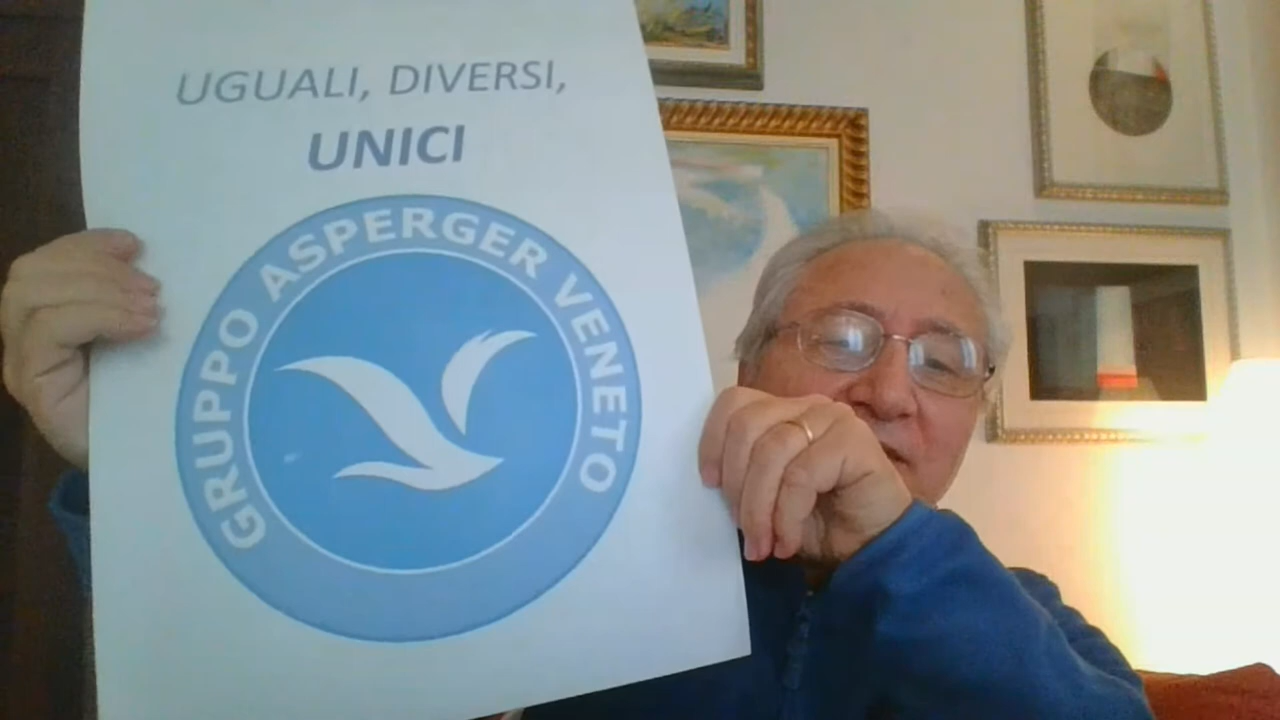 UGUALI, DIVERSI,
UNICI
GRUPPO ASPERGER VENETO